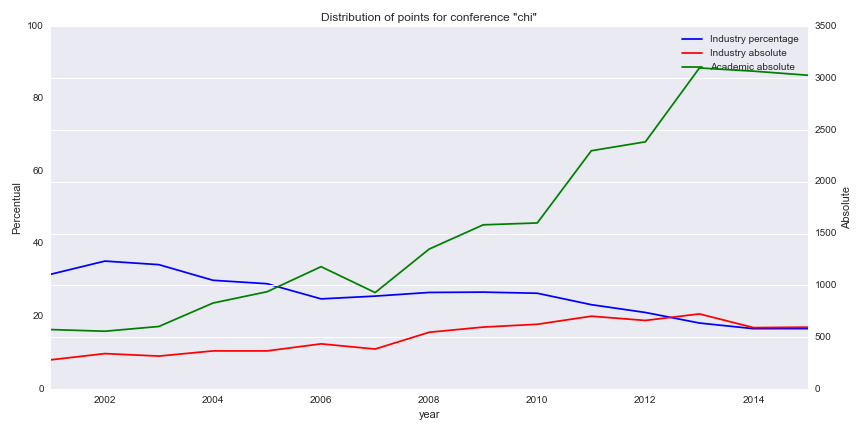 Distribution of points for conference "chi"
Industry percentage
Industry absolute
Academic absolute
100
80
60
40
20
0
Percentual
3500
3000
2500
2000
1500
1000
500
0
Absolute
2002 2004 2006 2008 2010 2012 2014
year